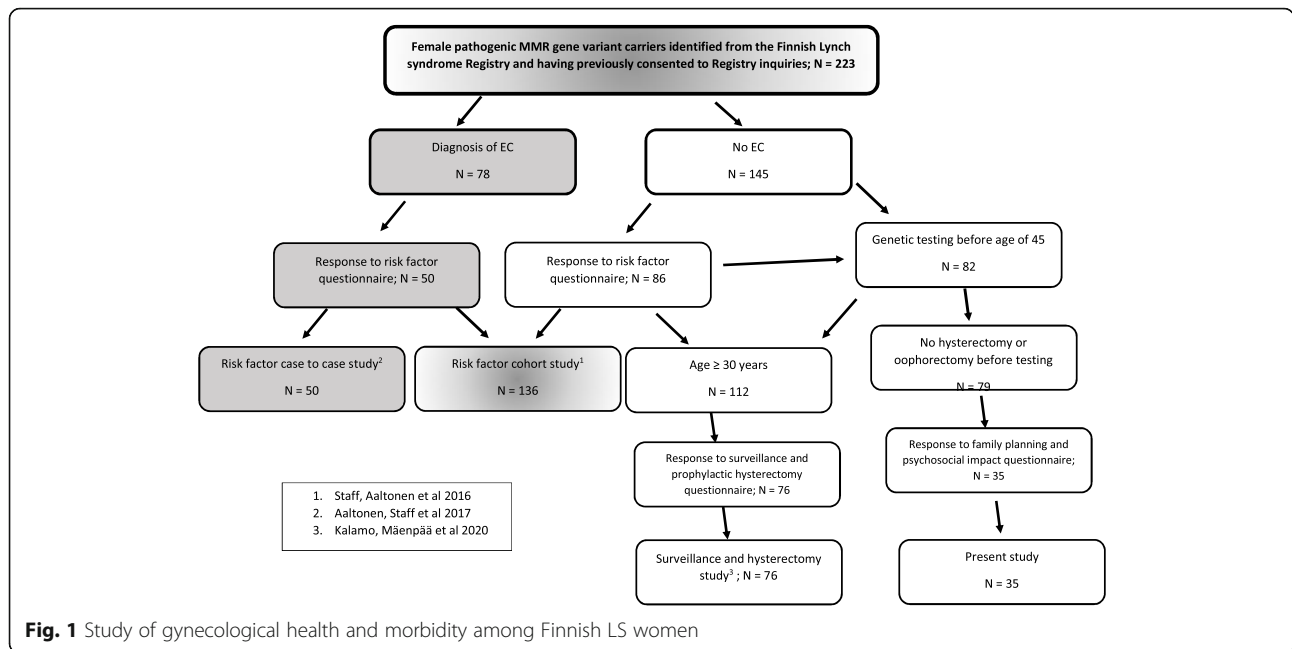 Female pathogenic MMR gene variant carriers identified from the Finnish Lynch
syndrome Registry and having previously consented to Registry inquiries; N = 223
Diagnosis of EC
N = 78
No EC
N = 145
Genetic testing before age of 45
N = 82
Response to risk factor
questionnaire; N = 50
Response to risk factor
questionnaire; N = 86
No hysterectomy or
oophorectomy before testing
N = 79
Risk factor case to case study2
N = 50
Risk factor cohort study1
N = 136
Age ≥ 30 years
N = 112
Response to family planning and
psychosocial impact questionnaire;
N = 35
Response to surveillance and
prophylactic hysterectomy
questionnaire; N = 76
1. Staff, Aaltonen et al 2016
2. Aaltonen, Staff et al 2017
3. Kalamo, Mäenpää et al 2020
Surveillance and hysterectomy
study3 ; N = 76
Present study
N = 35
Fig. 1 Study of gynecological health and morbidity among Finnish LS women